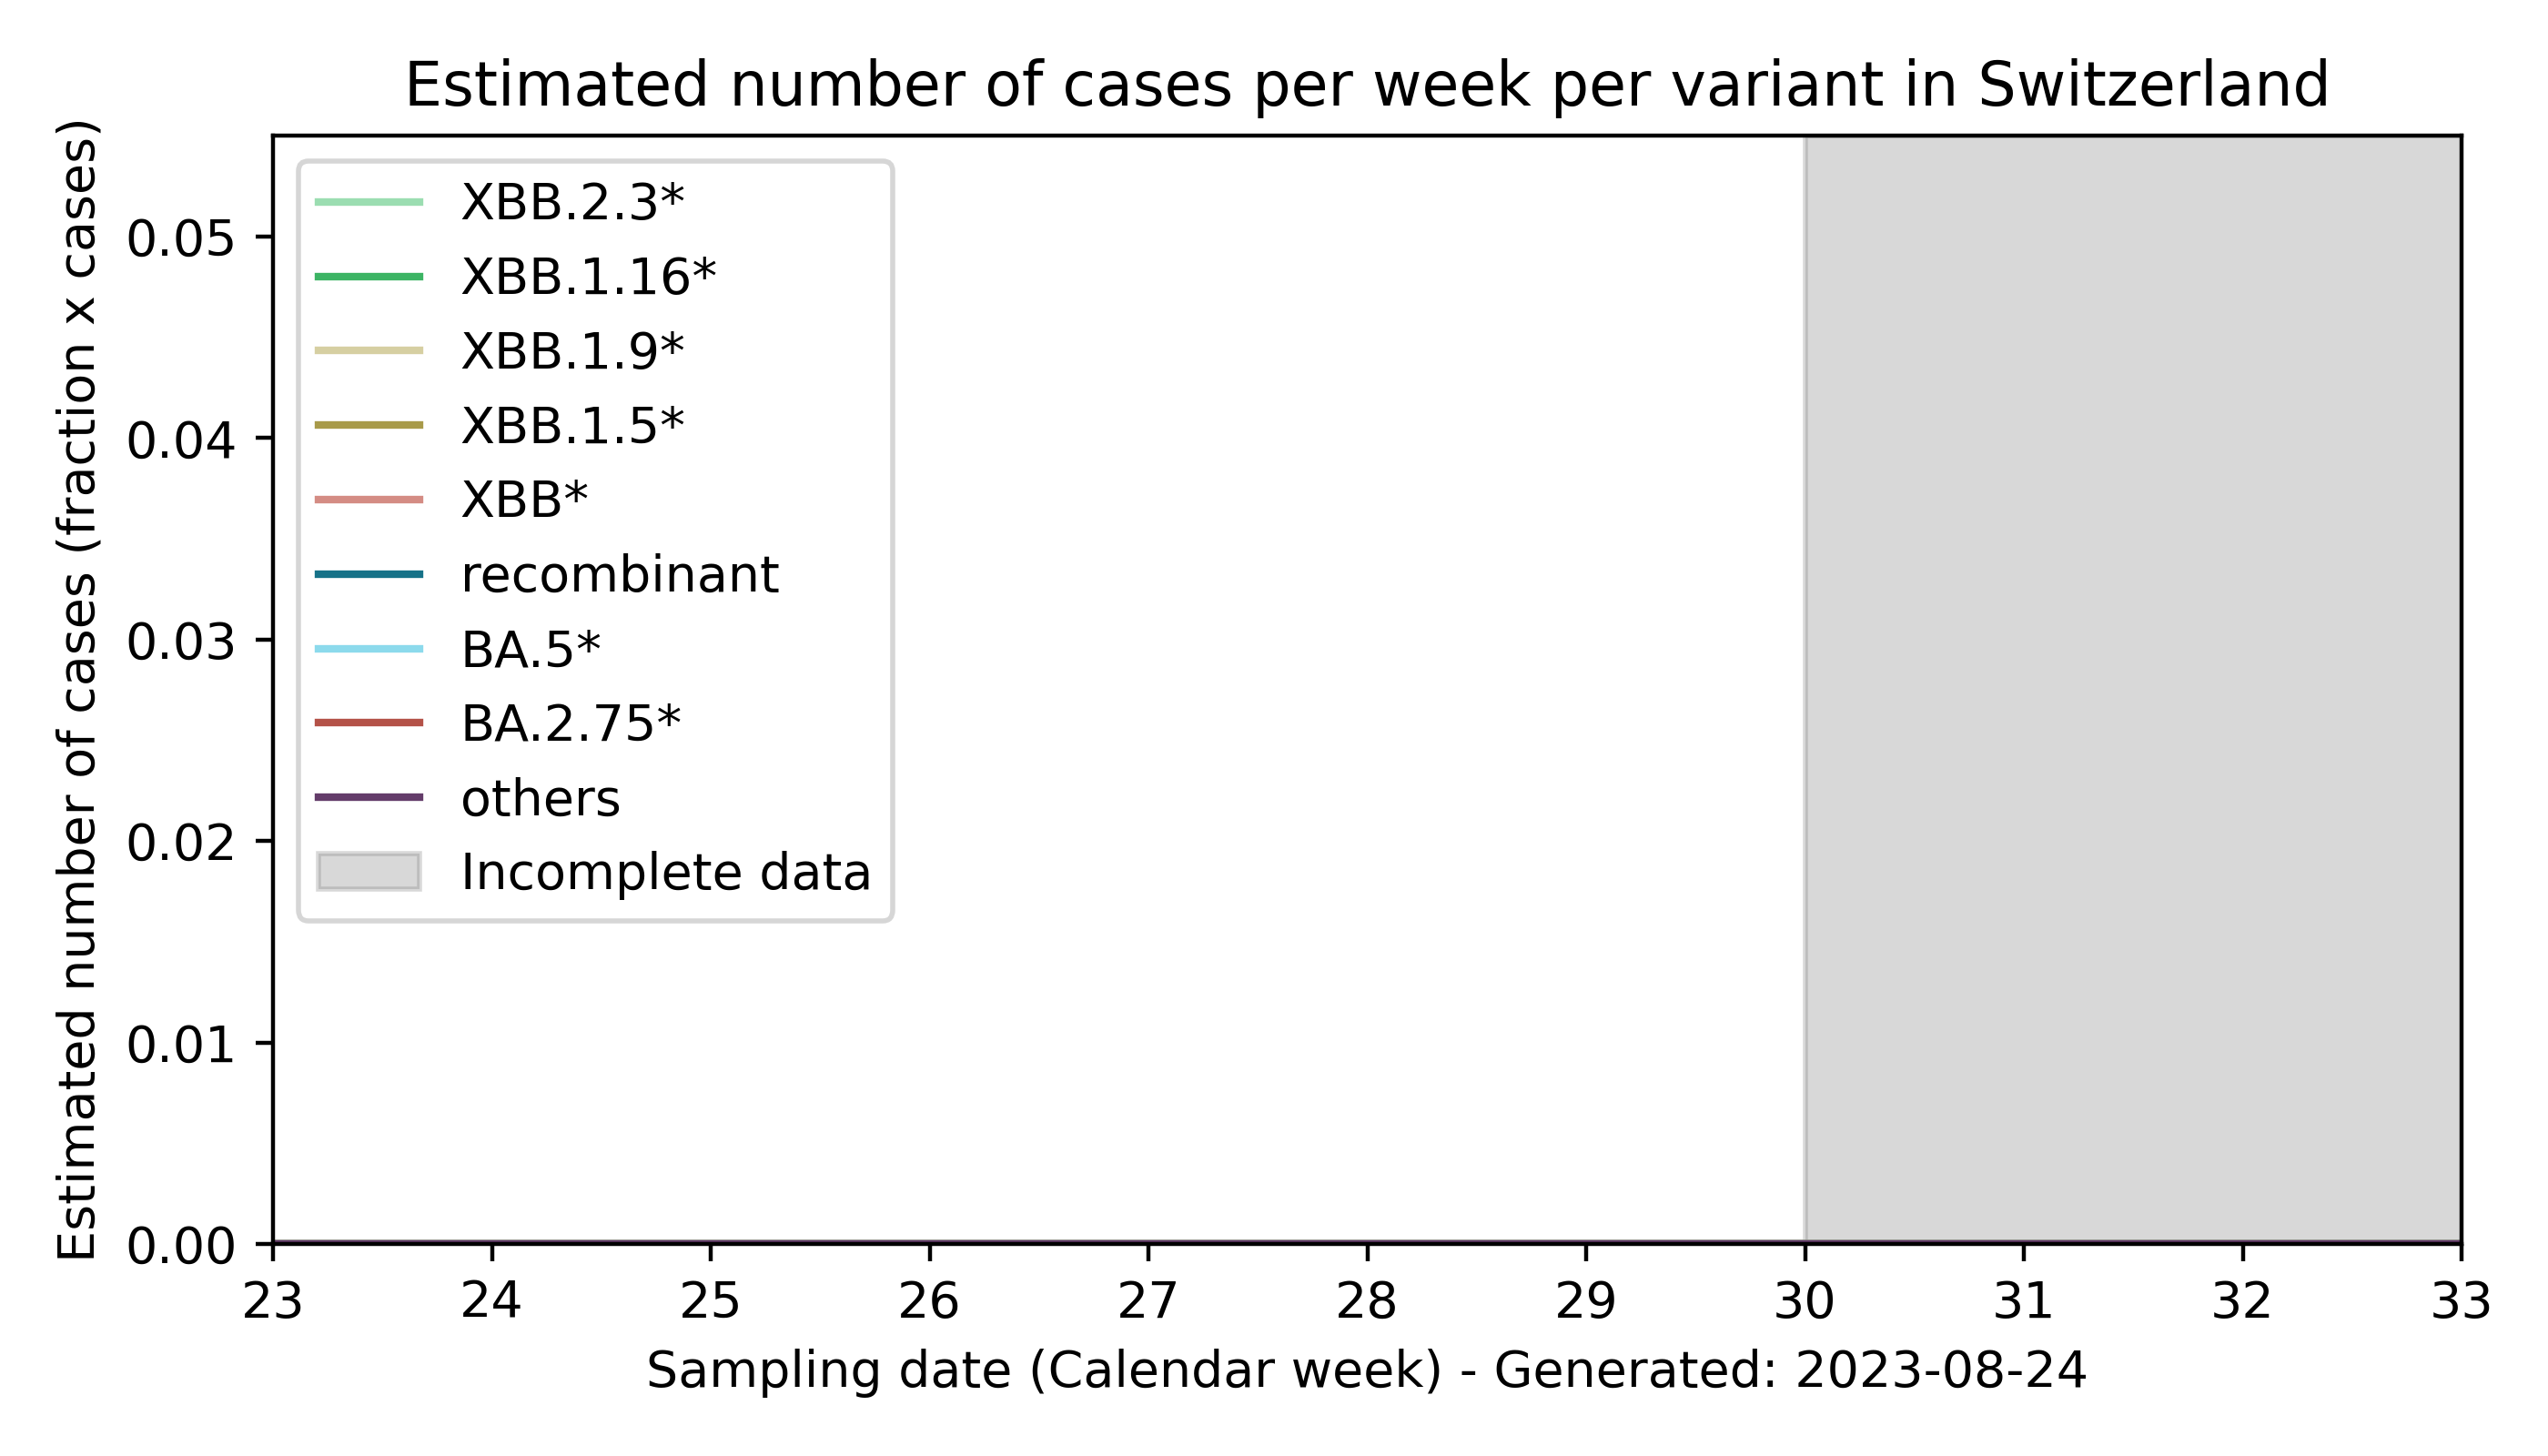 Estimated number of cases per week per variant in Switzerland
Estimated number of cases (fraction x cases)
0.05
0.04
0.03
0.02
0.01
0.00
XBB.2.3*
XBB.1.16*
XBB.1.9*
XBB.1.5*
XBB*
recombinant
BA.5*
BA.2.75*
others
Incomplete data
23 24 25 26 27 28 29 30 31 32 33
Sampling date (Calendar week) - Generated: 2023-08-24